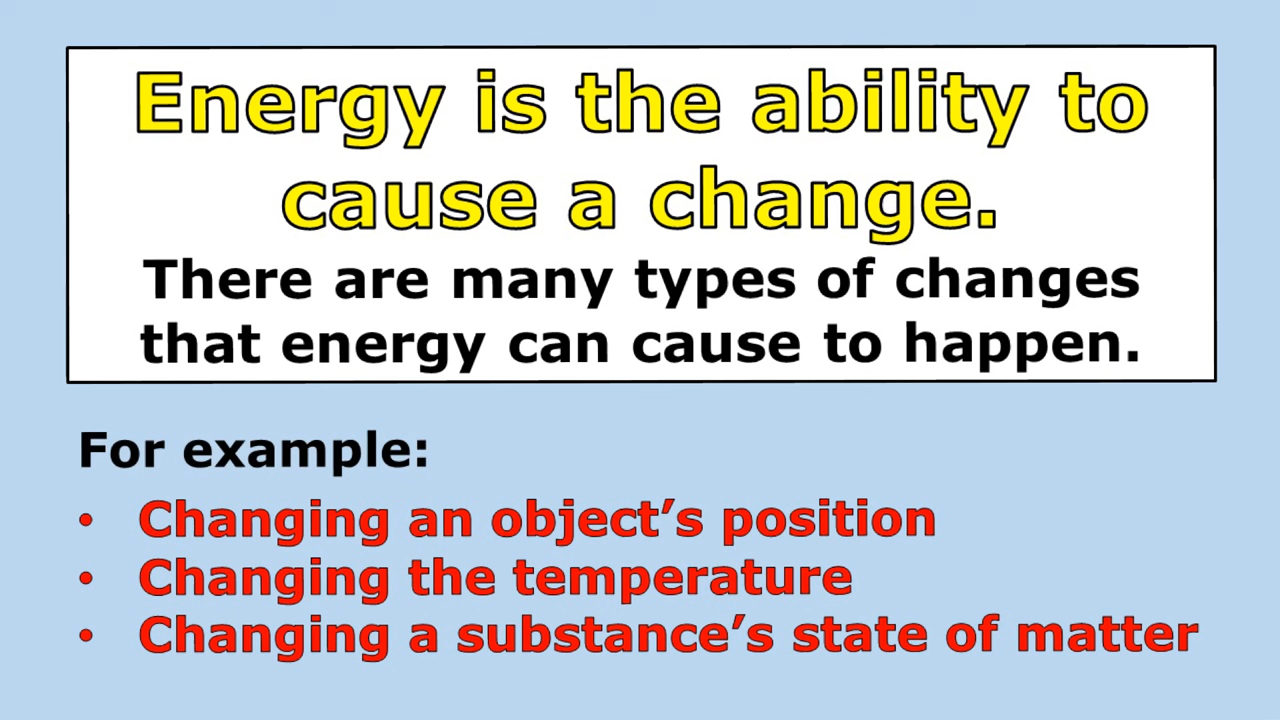 Energy is the ability to
cause a change.
There are many types of changes
that energy can cause to happen.
For example:
• Changing an object’s position
• Changing the temperature
• Changing a substance’s state of matter